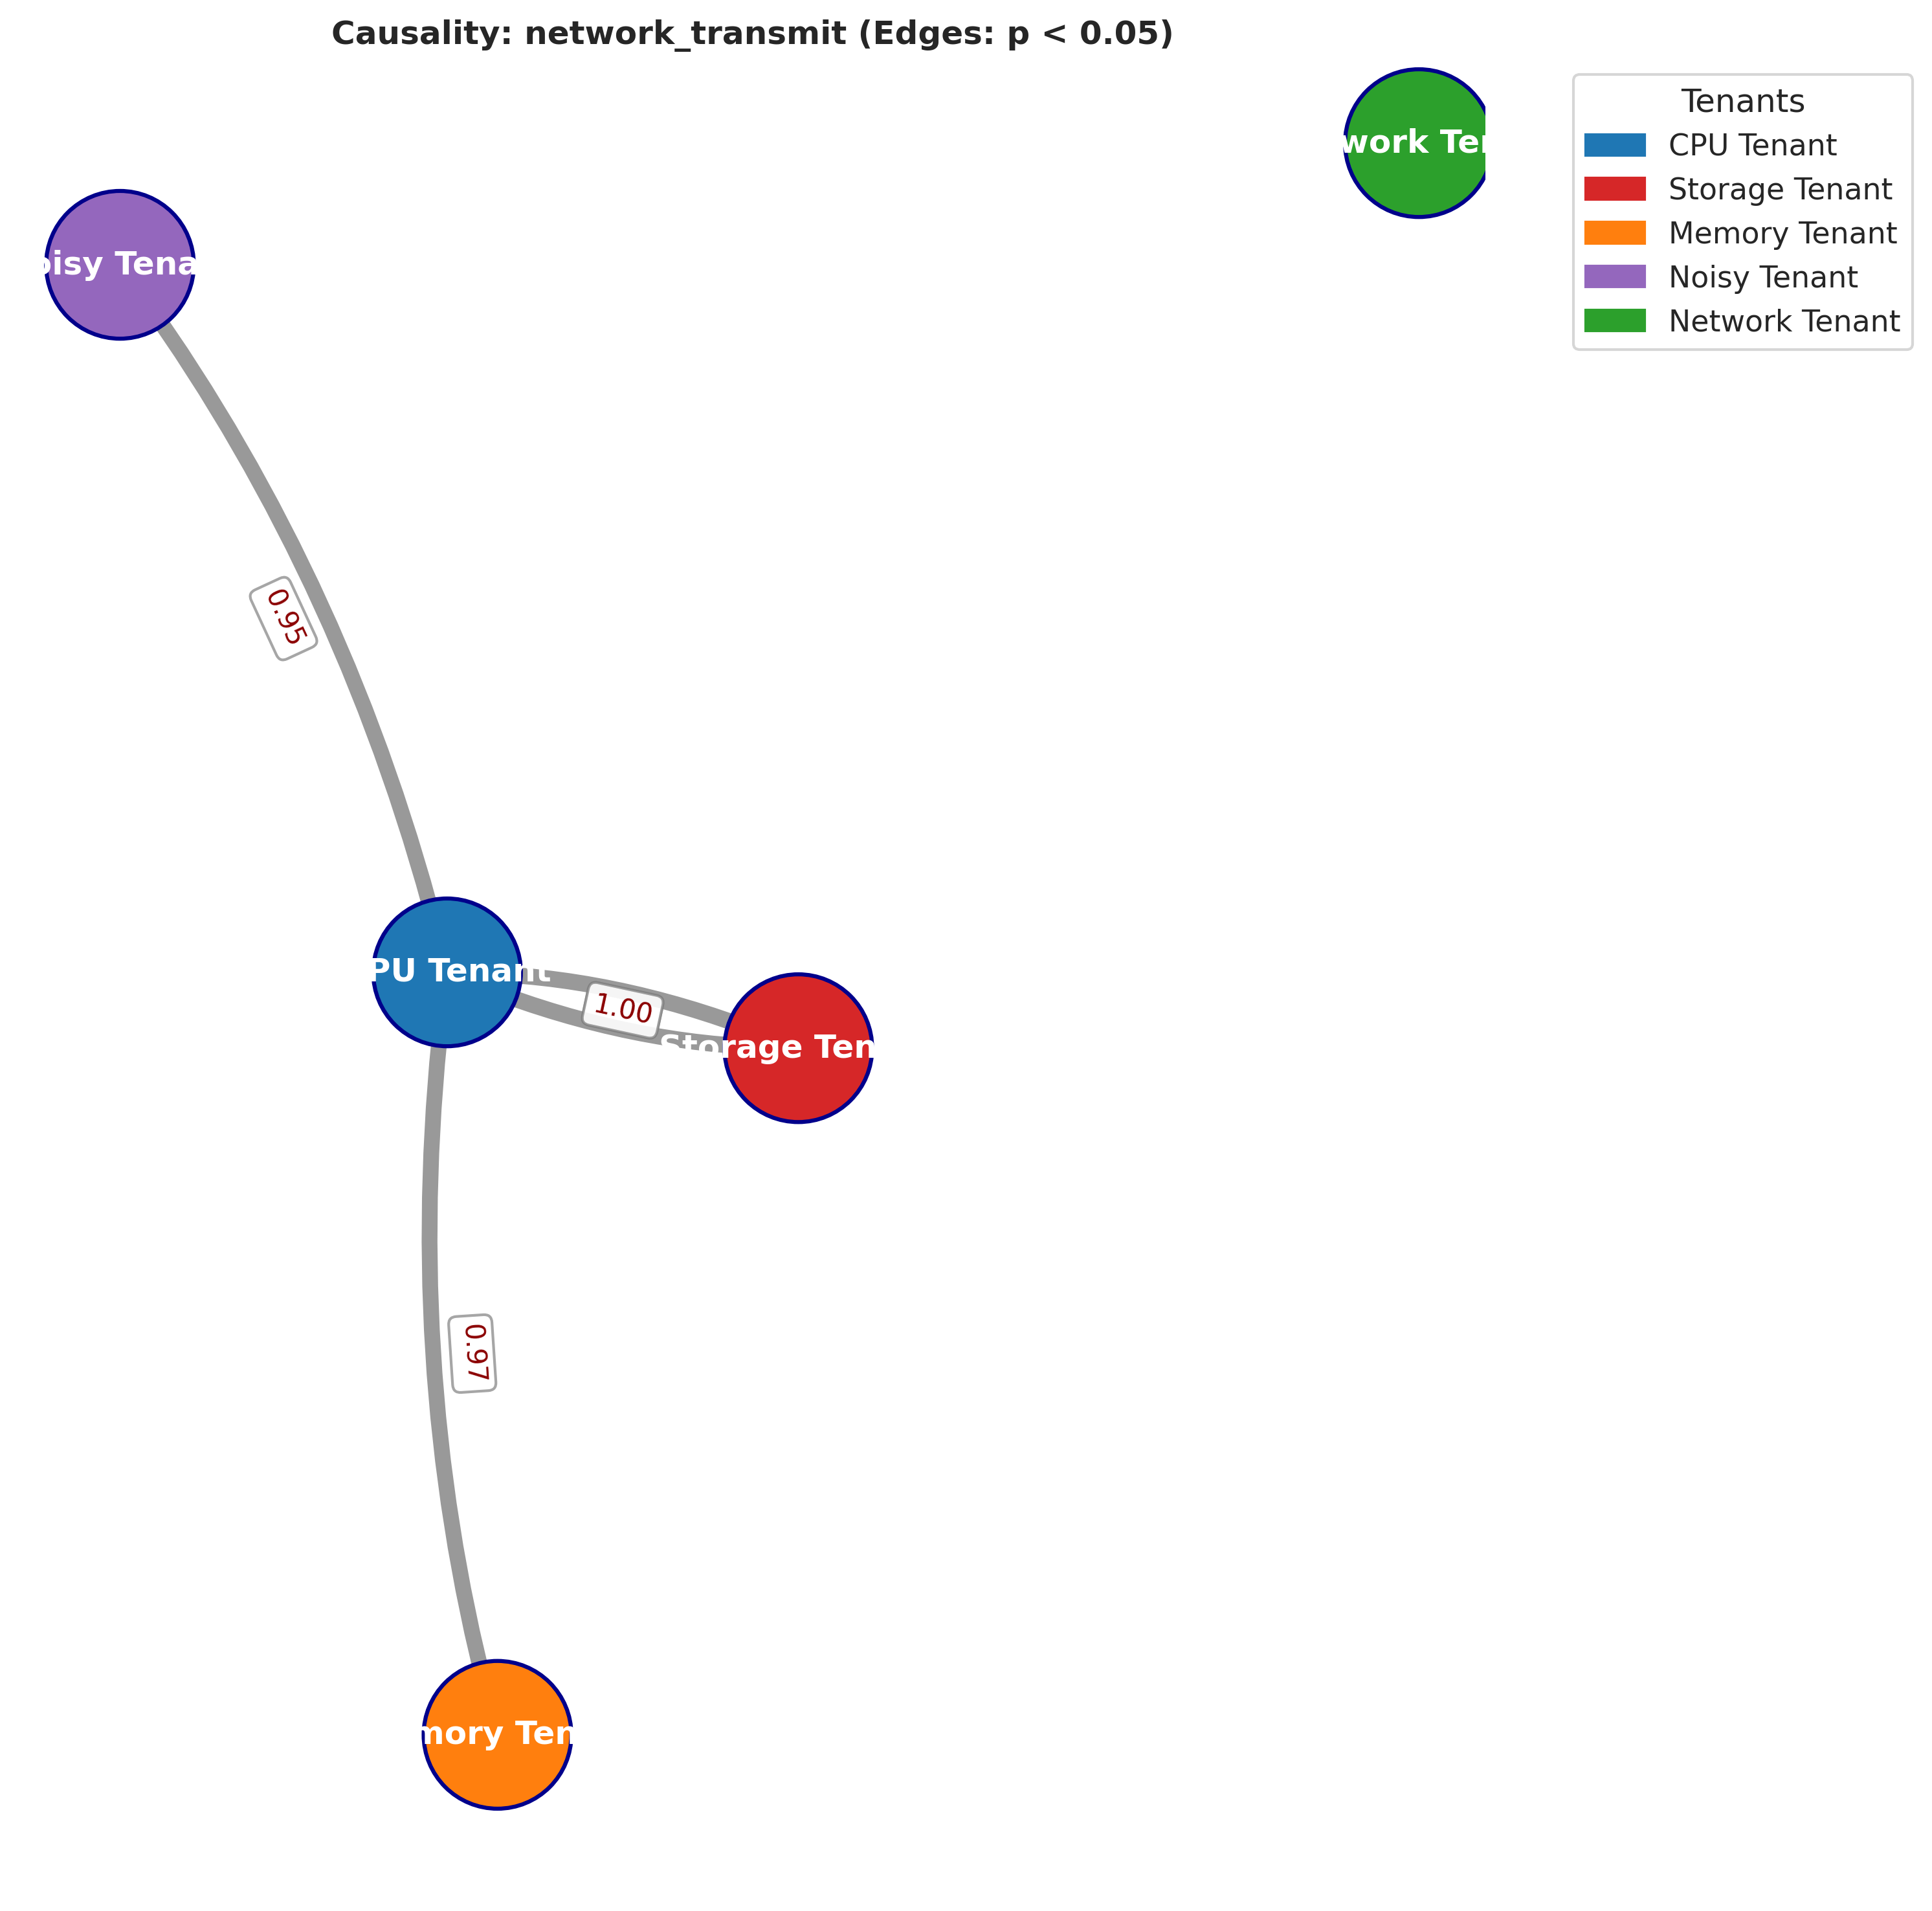 Causality: network_transmit (Edges: p < 0.05)
work Ten
Tenants
CPU Tenant
Storage Tenant
Memory Tenant
Noisy Tenant
Network Tenant
oisy Tena
0.95
PU Tenant
1.00
Storage Ten
0.97
mory Ten